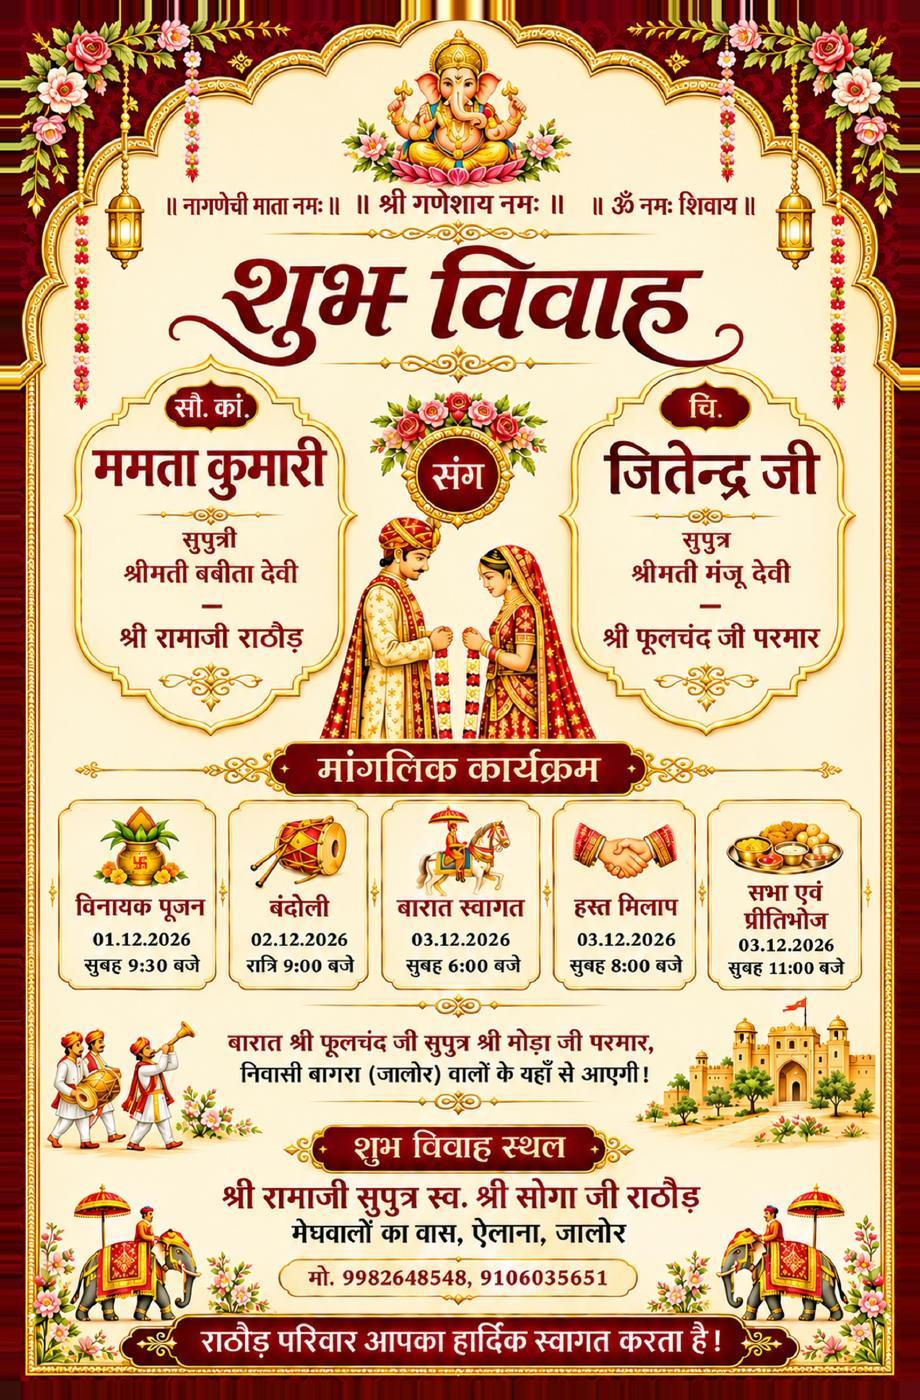 ॥ नागणेची माता नमः ॥ ॥ श्री गणेशाय नमः ॥ ॥ ॐ नमः शिवाय ॥
शुभ विवाह
सौ. कां.
ममता कुमारी
सुपुत्री
श्रीमती बबीता देवी
–
श्री रामाजी राठौड़
संग
चि.
जितेन्द्र जी
सुपुत्र
श्रीमती मंजू देवी
–
श्री फूलचंद जी परमार
मांगलिक कार्यक्रम
विनायक पूजन
01.12.2026
सुबह 9:30 बजे
बंदोली
02.12.2026
रात्रि 9:00 बजे
बारात स्वागत
03.12.2026
सुबह 6:00 बजे
हस्त मिलाप
03.12.2026
सुबह 8:00 बजे
सभा एवं
प्रीतिभोज
03.12.2026
सुबह 11:00 बजे
बारात श्री फूलचंद जी सुपुत्र श्री मोड़ा जी परमार,
निवासी बागरा (जालोर) वालों के यहाँ से आएगी!
शुभ विवाह स्थल
श्री रामाजी सुपुत्र स्व. श्री सोगा जी राठौड़
मेघवालों का वास, ऐलाना, जालोर
मो. 9982648548, 9106035651
राठौड़ परिवार आपका हार्दिक स्वागत करता है!